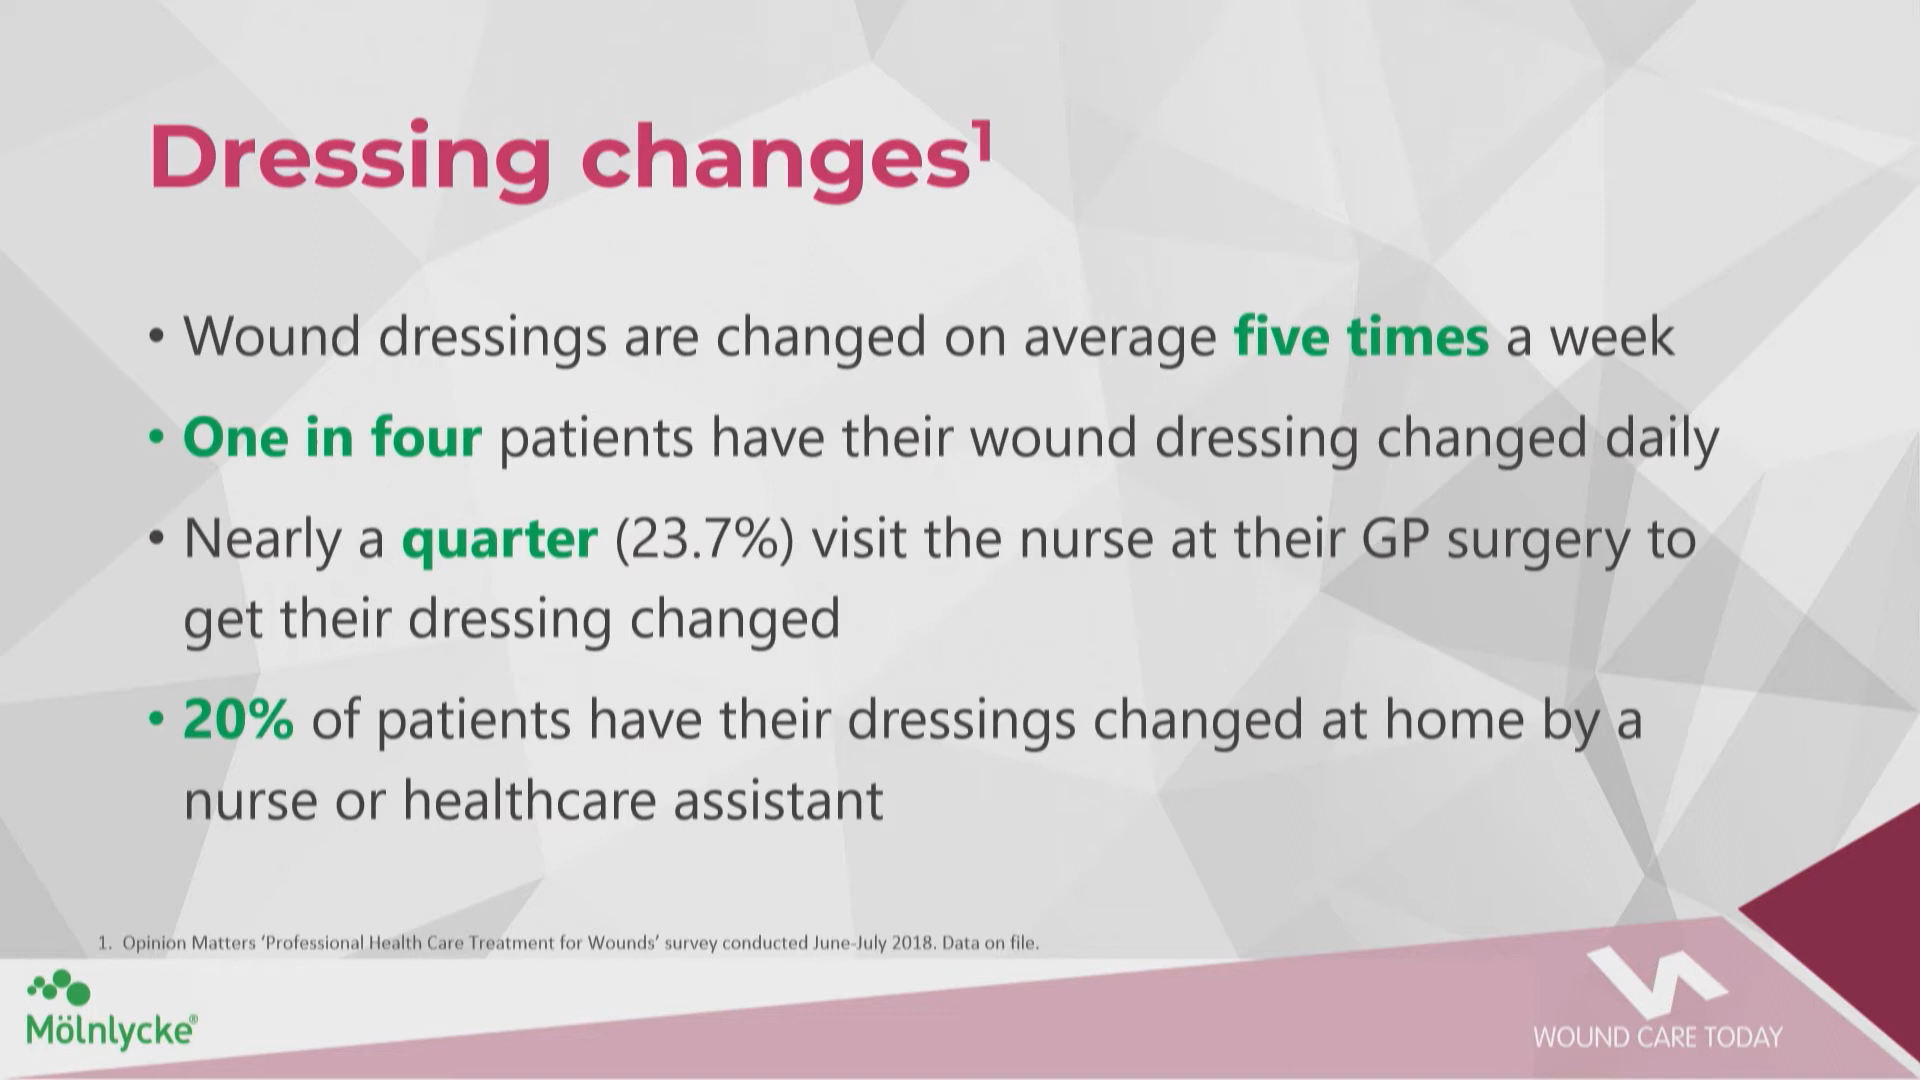 Dressing changes¹
• Wound dressings are changed on average five times a week
• One in four patients have their wound dressing changed daily
• Nearly a quarter (23.7%) visit the nurse at their GP surgery to
get their dressing changed
• 20% of patients have their dressings changed at home by a
nurse or healthcare assistant
1. Opinion Matters ‘Professional Health Care Treatment for Wounds’ survey conducted June-July 2018. Data on file.
Mölnlycke®
WOUND CARE TODAY